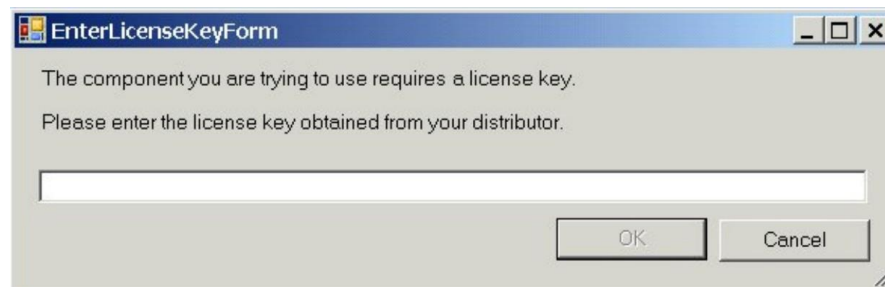 EnterLicenseKeyForm
The component you are trying to use requires a license key.
Please enter the license key obtained from your distributor.
OK
Cancel